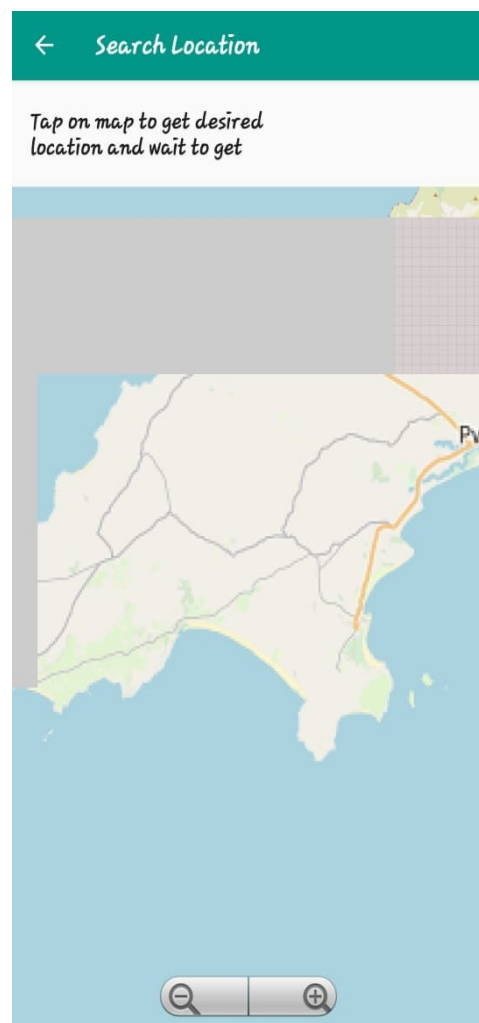 Search Location
Tap on map to get desired
location and wait to get